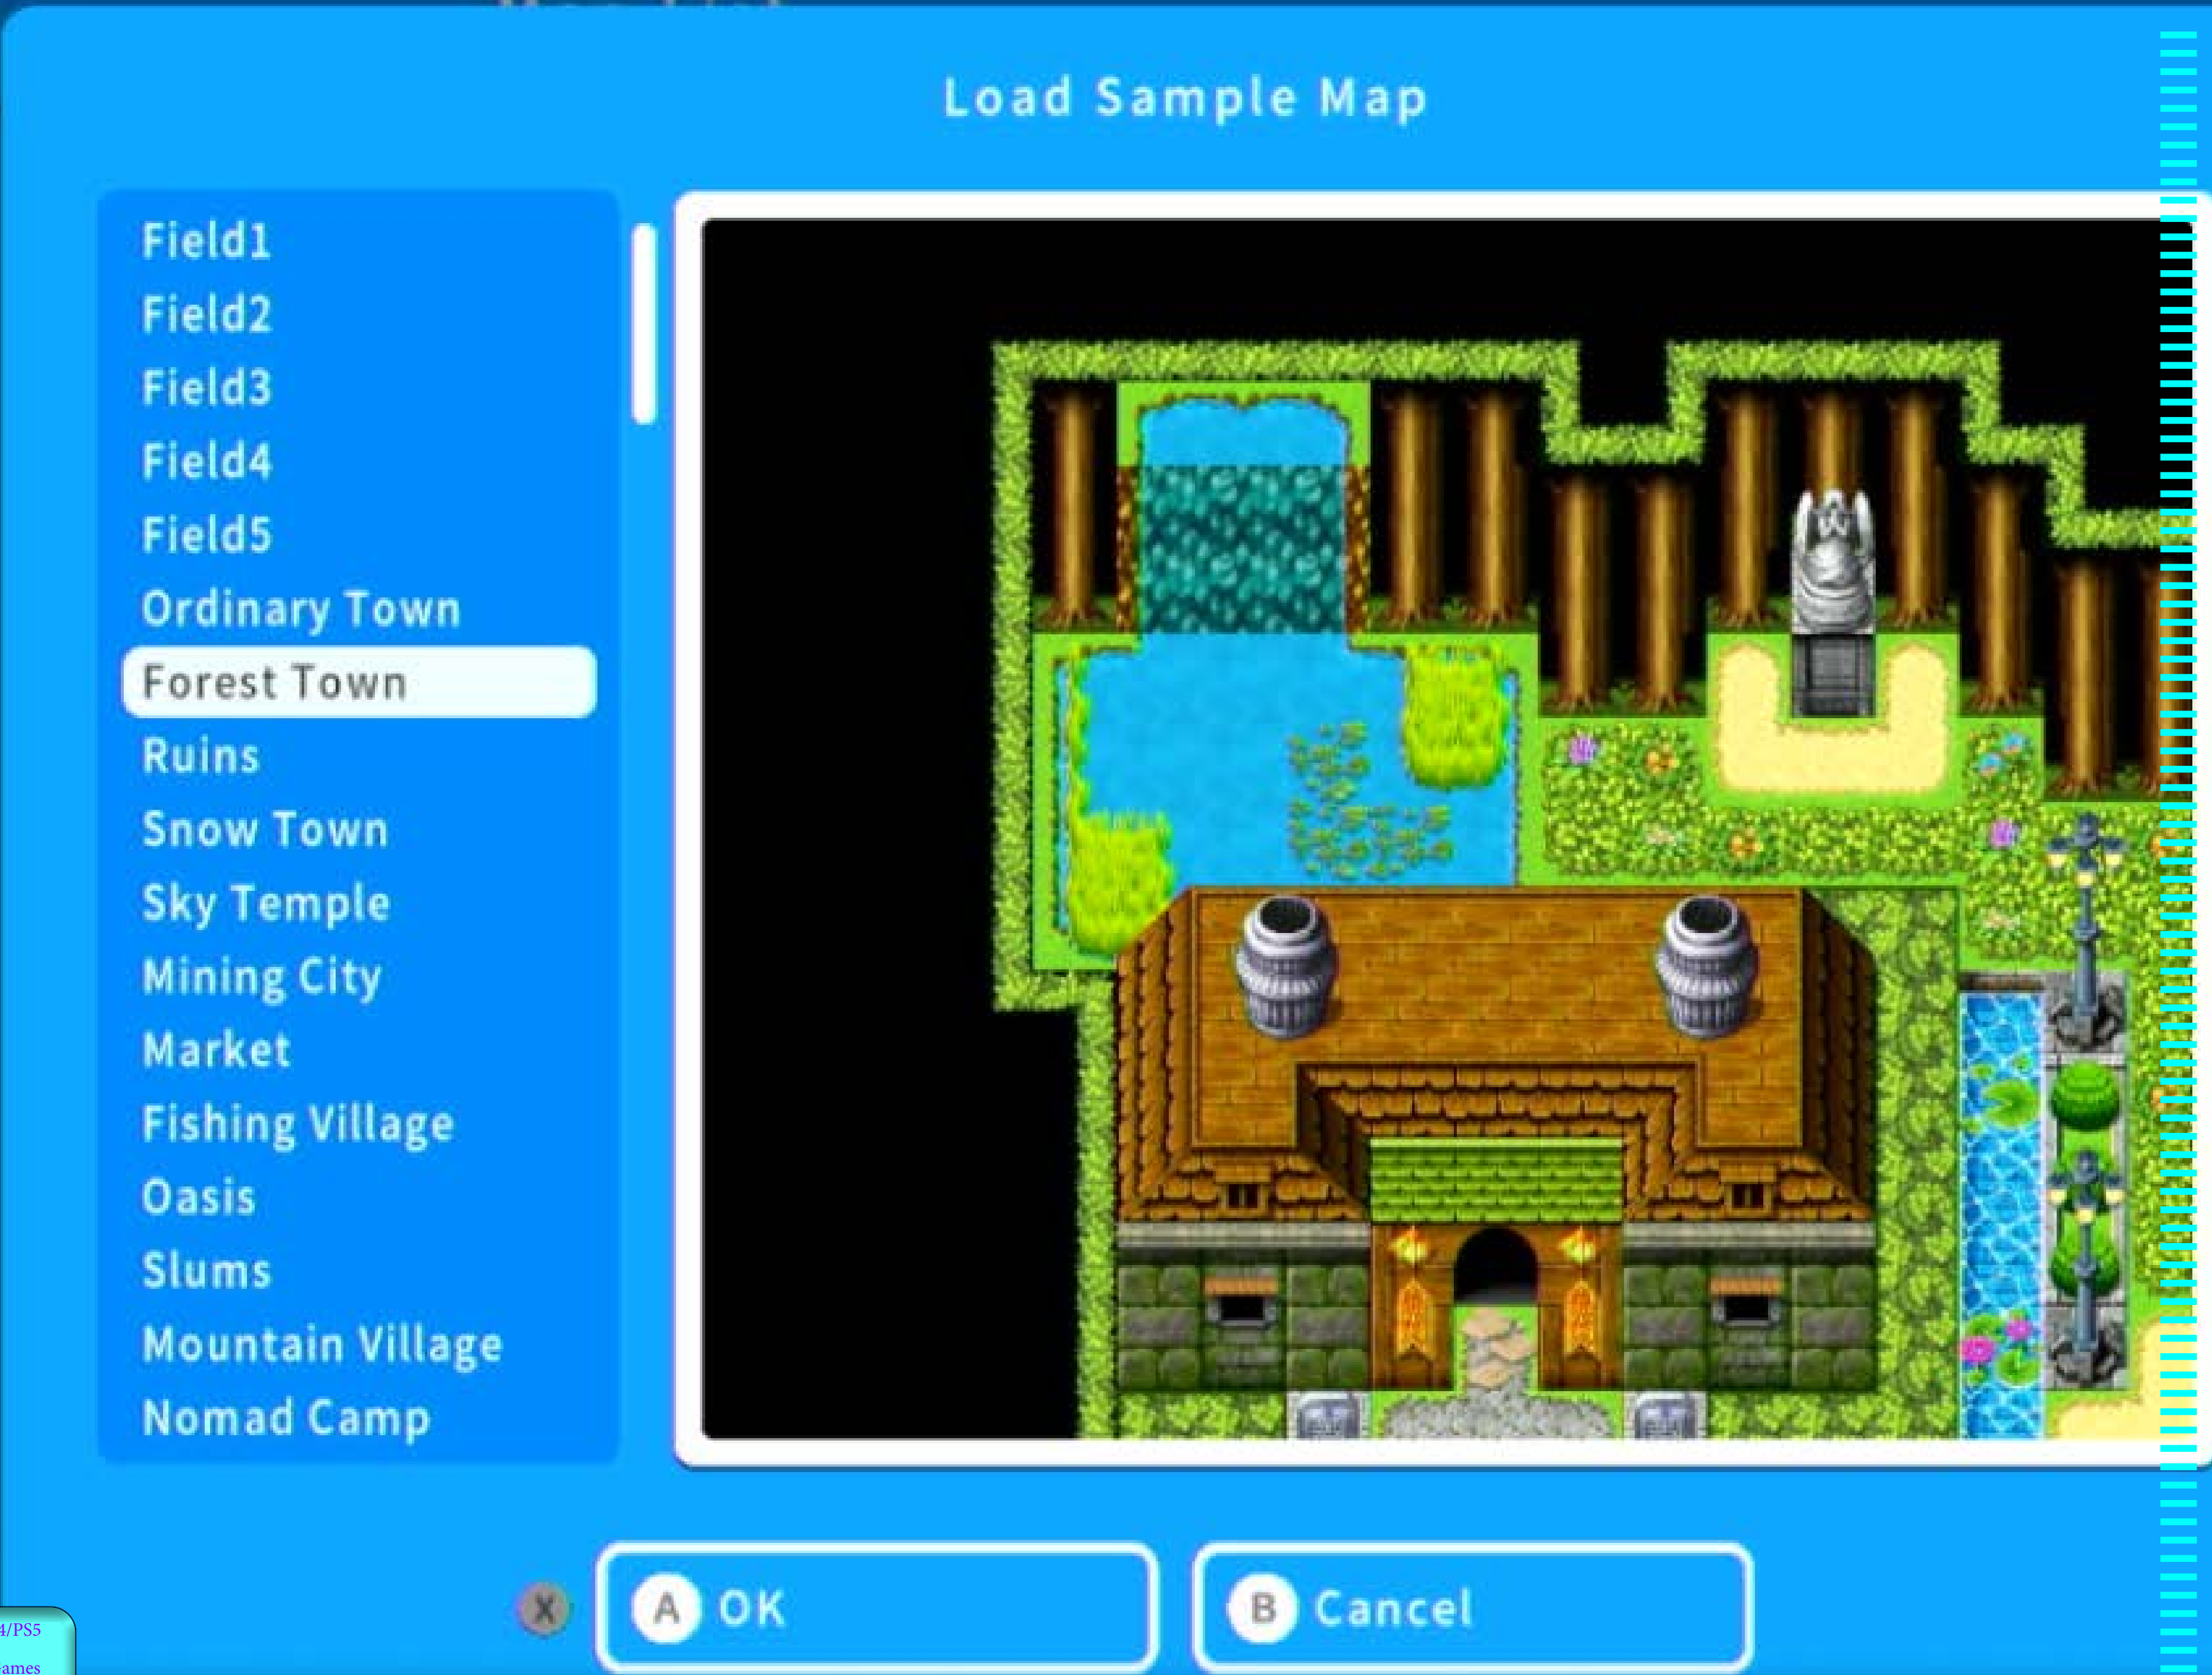 Load Sample Map
Field1
Field2
Field3
Field4
Field5
Ordinary Town
Forest Town
Ruins
Snow Town
Sky Temple
Mining City
Market
Fishing Village
Oasis
Slums
Mountain Village
Nomad Camp
X
A OK
B Cancel
4/PS5
ames